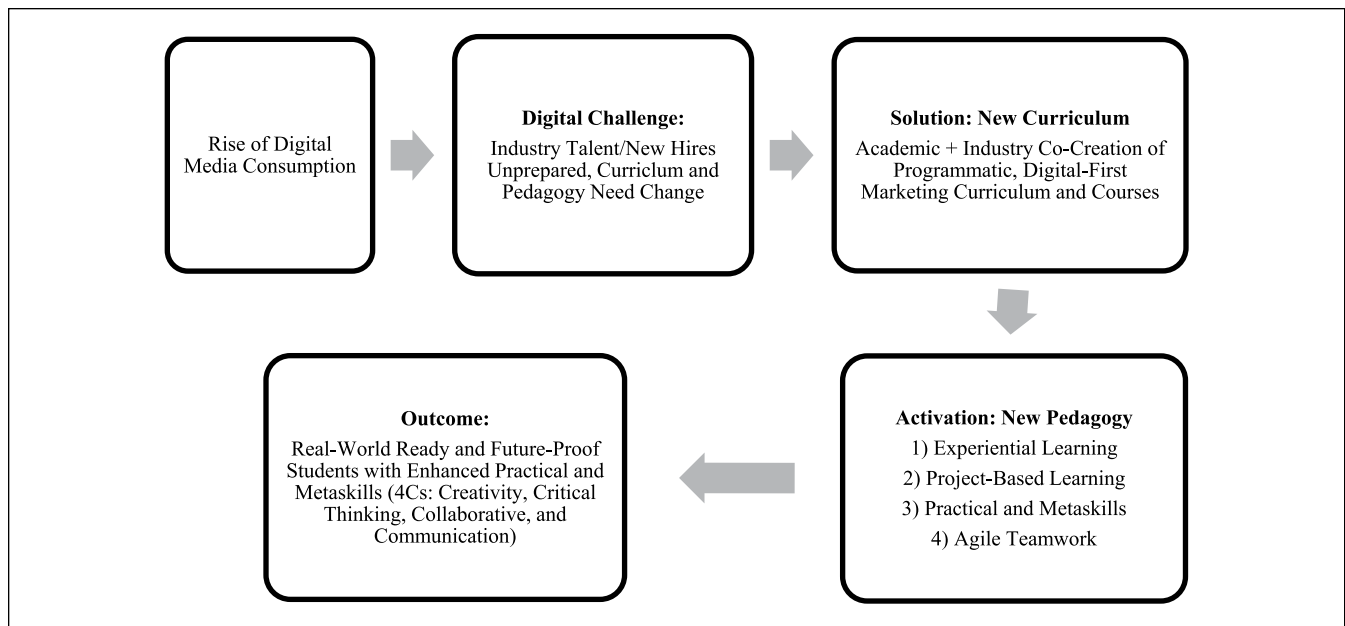 Rise of Digital
Media Consumption
Digital Challenge:
Industry Talent/New Hires
Unprepared, Curriclum and
Pedagogy Need Change
Solution: New Curriculum
Academic + Industry Co-Creation of
Programmatic, Digital-First
Marketing Curriculum and Courses
Activation: New Pedagogy
1) Experiential Learning
2) Project-Based Learning
3) Practical and Metaskills
4) Agile Teamwork
Outcome:
Real-World Ready and Future-Proof
Students with Enhanced Practical and
Metaskills (4Cs: Creativity, Critical
Thinking, Collaborative, and
Communication)